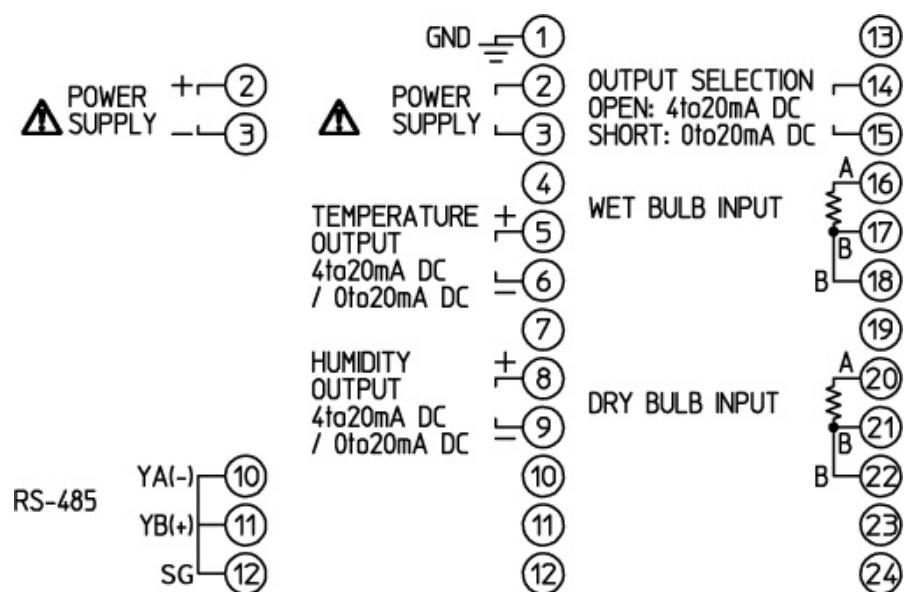 + 2
POWER
SUPPLY
- 3
YA(-) 10
RS-485
YB(+) 11
SG 12
GND 1
POWER 2
SUPPLY 3
4
TEMPERATURE + 5
OUTPUT
4to20mA DC - 6
/ 0to20mA DC
7
HUMIDITY + 8
OUTPUT
4to20mA DC - 9
/ 0to20mA DC
10
11
12
13
OUTPUT SELECTION 14
OPEN: 4to20mA DC
SHORT: 0to20mA DC 15
A 16
WET BULB INPUT
B 17
B 18
19
A 20
DRY BULB INPUT
B 21
B 22
23
24